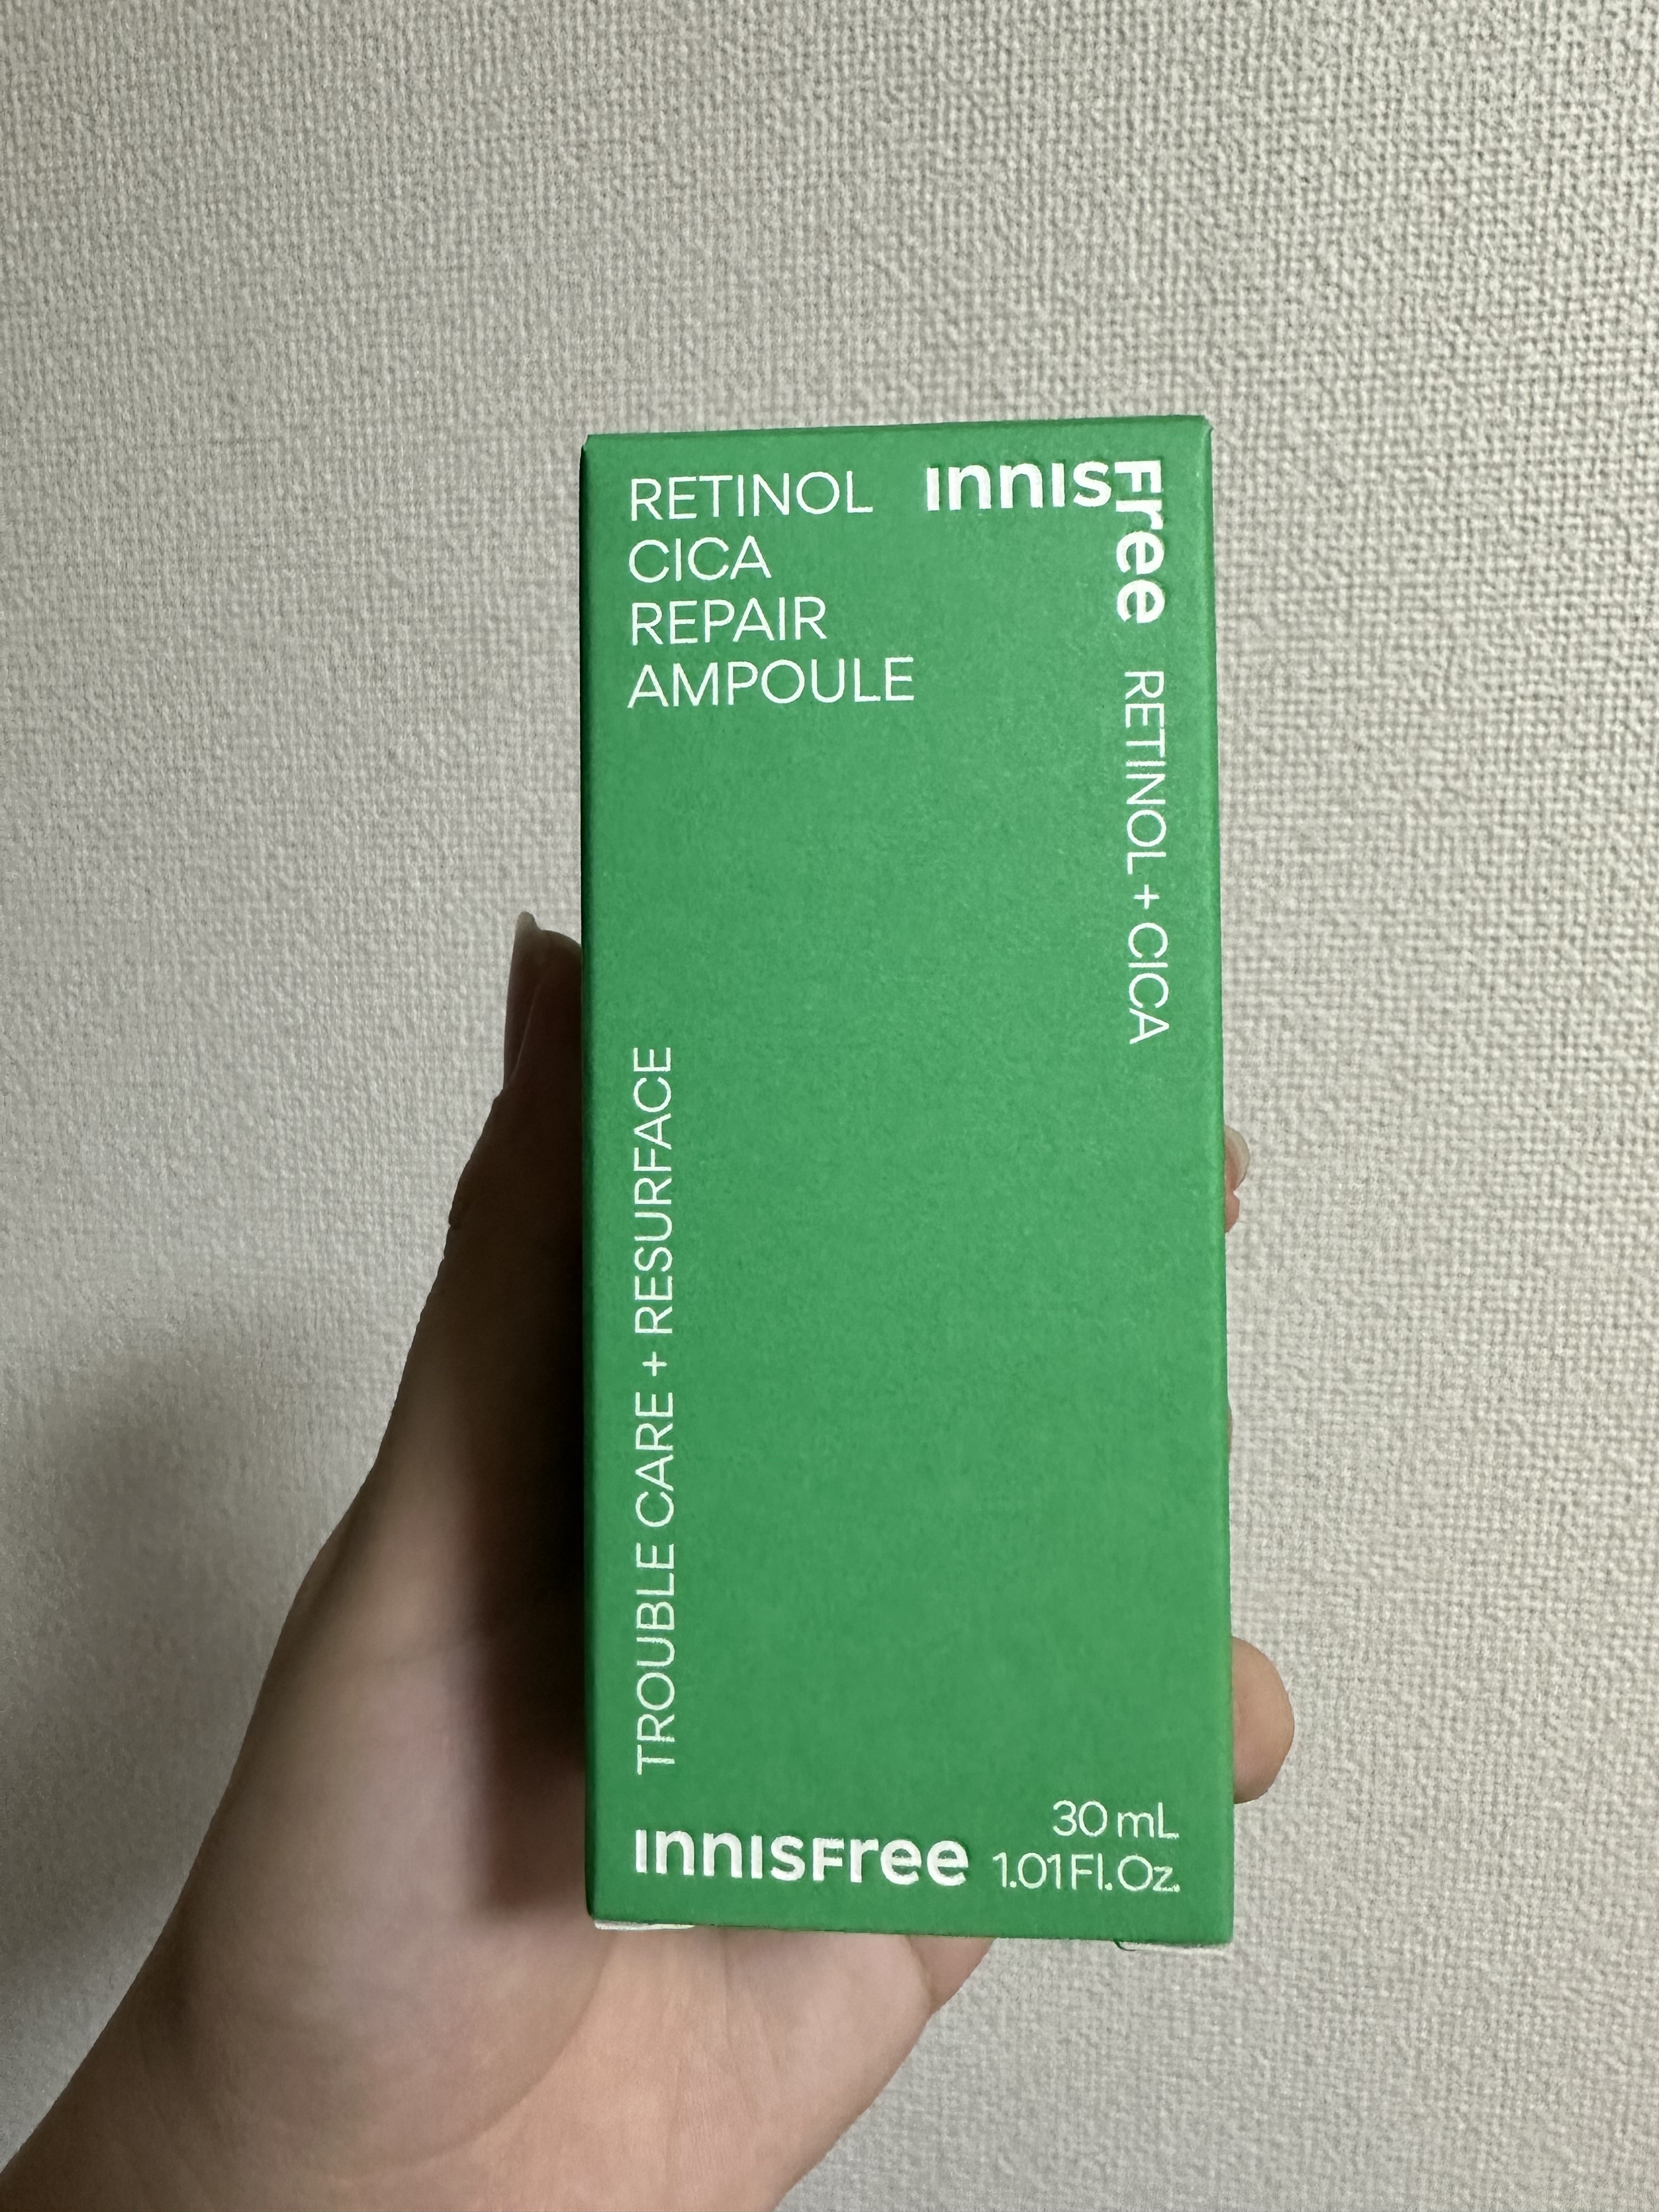 RETINOL
CICA
REPAIR
AMPOULE
innisfree RETINOL + CICA
TROUBLE CARE + RESURFACE
innisfree
30 mL
1.01 Fl. Oz.